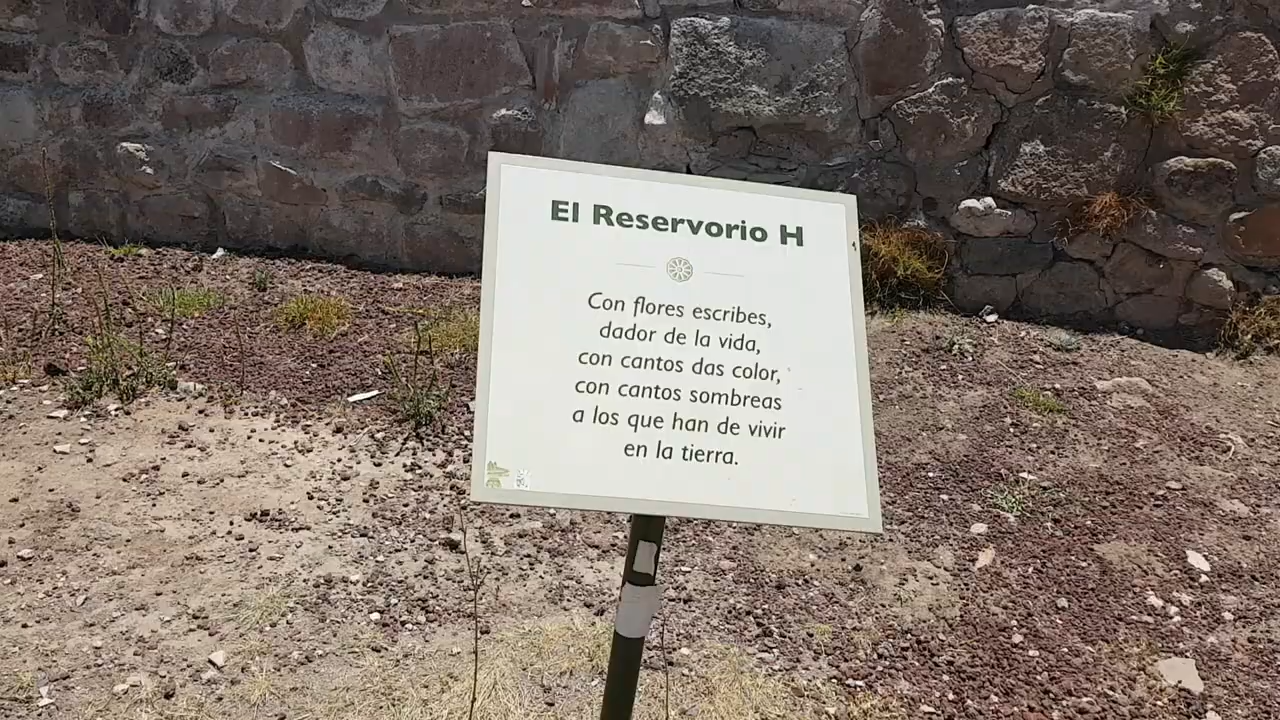 El Reservorio H
Con flores escribes,
dador de la vida,
con cantos das color,
con cantos sombreas
a los que han de vivir
en la tierra.